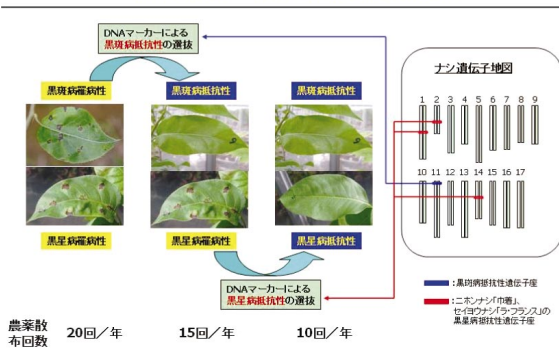 DNAマーカーによる
黒斑病抵抗性の選抜
黒斑病罹病性
黒斑病抵抗性
黒斑病抵抗性
黒星病罹病性
黒星病罹病性
黒星病抵抗性
DNAマーカーによる
黒星病抵抗性の選抜
農薬散
布回数
20回／年
15回／年
10回／年
ナシ遺伝子地図
1 2 3 4 5 6 7 8 9
10 11 12 13 14 15 16 17
:黒斑病抵抗性遺伝子座
:ニホンナシ「巾着」、
セイヨウナシ「ラ・フランス」の
黒星病抵抗性遺伝子座